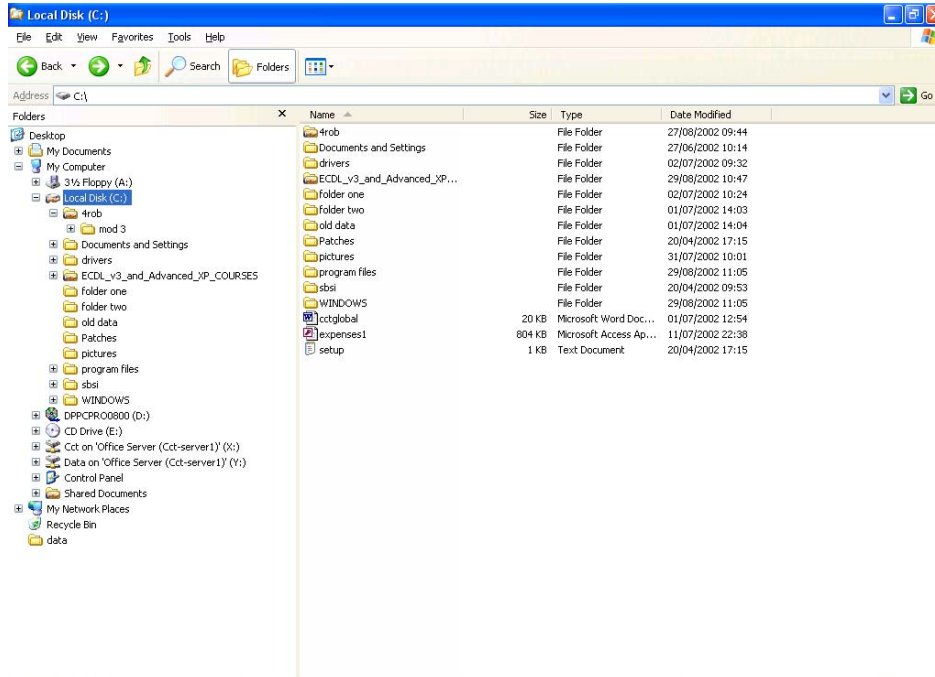 Local Disk (C:)
File Edit View Favorites Tools Help
Back Search Folders
Address C:\ Go
Folders x
Desktop
My Documents
My Computer
3½ Floppy (A:)
Local Disk (C:)
4rob
mod 3
Documents and Settings
drivers
ECDL_v3_and_Advanced_XP_COURSES
folder one
folder two
old data
Patches
pictures
program files
sbsi
WINDOWS
DPPCPRO0800 (D:)
CD Drive (E:)
Cct on 'Office Server (Cct-server1)' (X:)
Data on 'Office Server (Cct-server1)' (Y:)
Control Panel
Shared Documents
My Network Places
Recycle Bin
data
Name Size Type Date Modified
4rob File Folder 27/08/2002 09:44
Documents and Settings File Folder 27/06/2002 10:14
drivers File Folder 02/07/2002 09:32
ECDL_v3_and_Advanced_XP... File Folder 29/08/2002 10:47
folder one File Folder 02/07/2002 10:24
folder two File Folder 01/07/2002 14:03
old data File Folder 01/07/2002 14:04
Patches File Folder 20/04/2002 17:15
pictures File Folder 31/07/2002 10:01
program files File Folder 29/08/2002 11:05
sbsi File Folder 20/04/2002 09:53
WINDOWS File Folder 29/08/2002 11:05
cctglobal 20 KB Microsoft Word Doc... 01/07/2002 12:54
expenses1 804 KB Microsoft Access Ap... 11/07/2002 22:38
setup 1 KB Text Document 20/04/2002 17:15